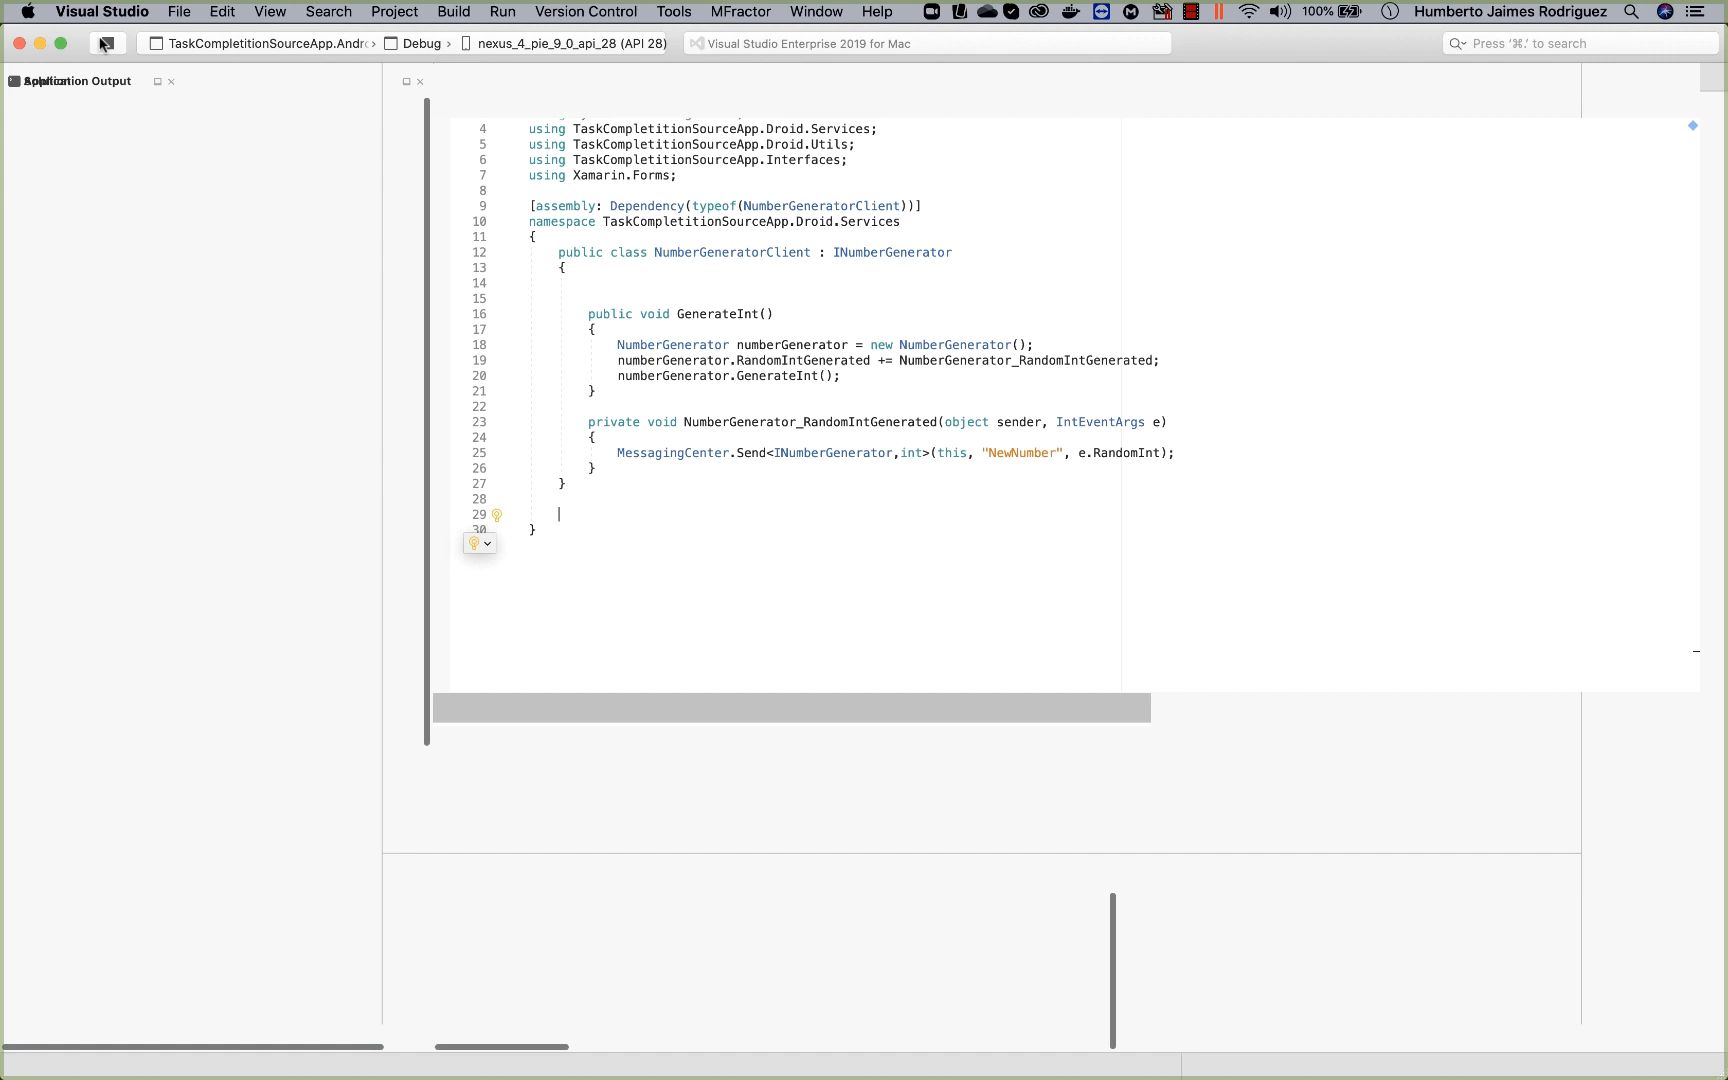 Visual Studio File Edit View Search Project Build Run Version Control Tools MFractor Window Help 100% Humberto Jaimes Rodriguez
TaskCompletitionSourceApp.Andr › Debug › nexus_4_pie_9_0_api_28 (API 28) Visual Studio Enterprise 2019 for Mac Press '⌘.' to search
Application Output
4 using TaskCompletitionSourceApp.Droid.Services;
5 using TaskCompletitionSourceApp.Droid.Utils;
6 using TaskCompletitionSourceApp.Interfaces;
7 using Xamarin.Forms;
8
9 [assembly: Dependency(typeof(NumberGeneratorClient))]
10 namespace TaskCompletitionSourceApp.Droid.Services
11 {
12 public class NumberGeneratorClient : INumberGenerator
13 {
14
15
16 public void GenerateInt()
17 {
18 NumberGenerator numberGenerator = new NumberGenerator();
19 numberGenerator.RandomIntGenerated += NumberGenerator_RandomIntGenerated;
20 numberGenerator.GenerateInt();
21 }
22
23 private void NumberGenerator_RandomIntGenerated(object sender, IntEventArgs e)
24 {
25 MessagingCenter.Send<INumberGenerator,int>(this, "NewNumber", e.RandomInt);
26 }
27 }
28
29
30 }